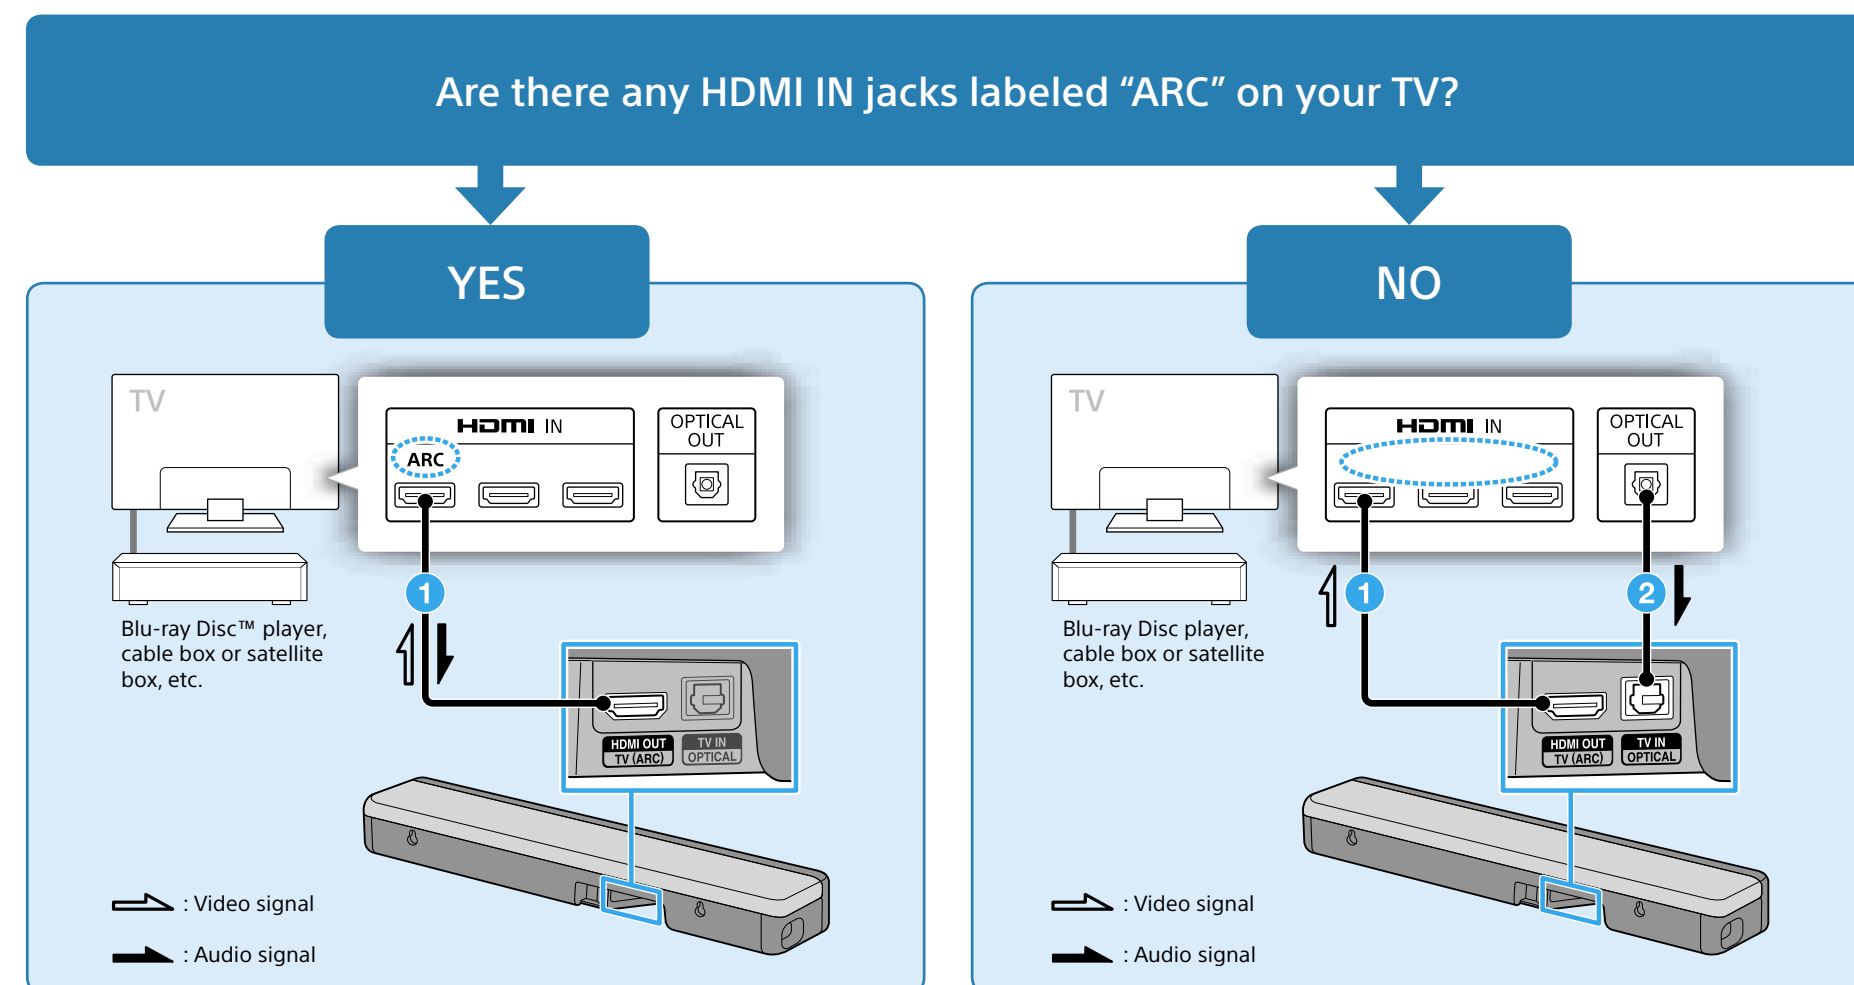 Are there any HDMI IN jacks labeled “ARC” on your TV?
YES
TV
HDMI IN
ARC
OPTICAL
OUT
1
Blu-ray Disc™ player,
cable box or satellite
box, etc.
HDMI OUT
TV (ARC)
TV IN
OPTICAL
: Video signal
: Audio signal
NO
TV
HDMI IN
OPTICAL
OUT
1
2
Blu-ray Disc player,
cable box or satellite
box, etc.
HDMI OUT
TV (ARC)
TV IN
OPTICAL
: Video signal
: Audio signal